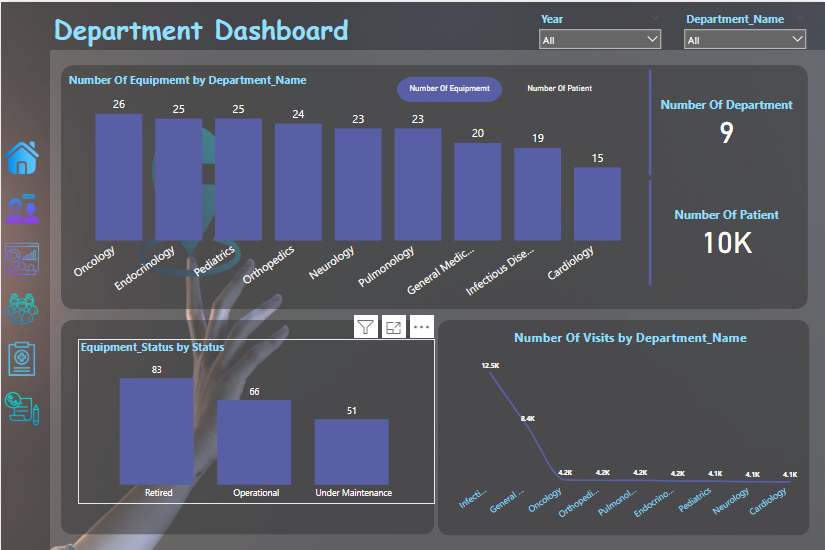 Department Dashboard
Year
All
Department_Name
All
Number Of Equipmemt by Department_Name
Number Of Equipmemt
Number Of Patient
26
25
25
24
23
23
20
19
15
Oncology
Endocrinology
Pediatrics
Orthopedics
Neurology
Pulmonology
General Medic...
Infectious Dise...
Cardiology
Number Of Department
9
Number Of Patient
10K
Equipment_Status by Status
83
66
51
Retired
Operational
Under Maintenance
Number Of Visits by Department_Name
12.5K
8.4K
4.2K
4.2K
4.2K
4.2K
4.1K
4.1K
4.1K
Infecti...
General ...
Oncology
Orthopedi...
Pulmonol...
Endocrino...
Pediatrics
Neurology
Cardiology